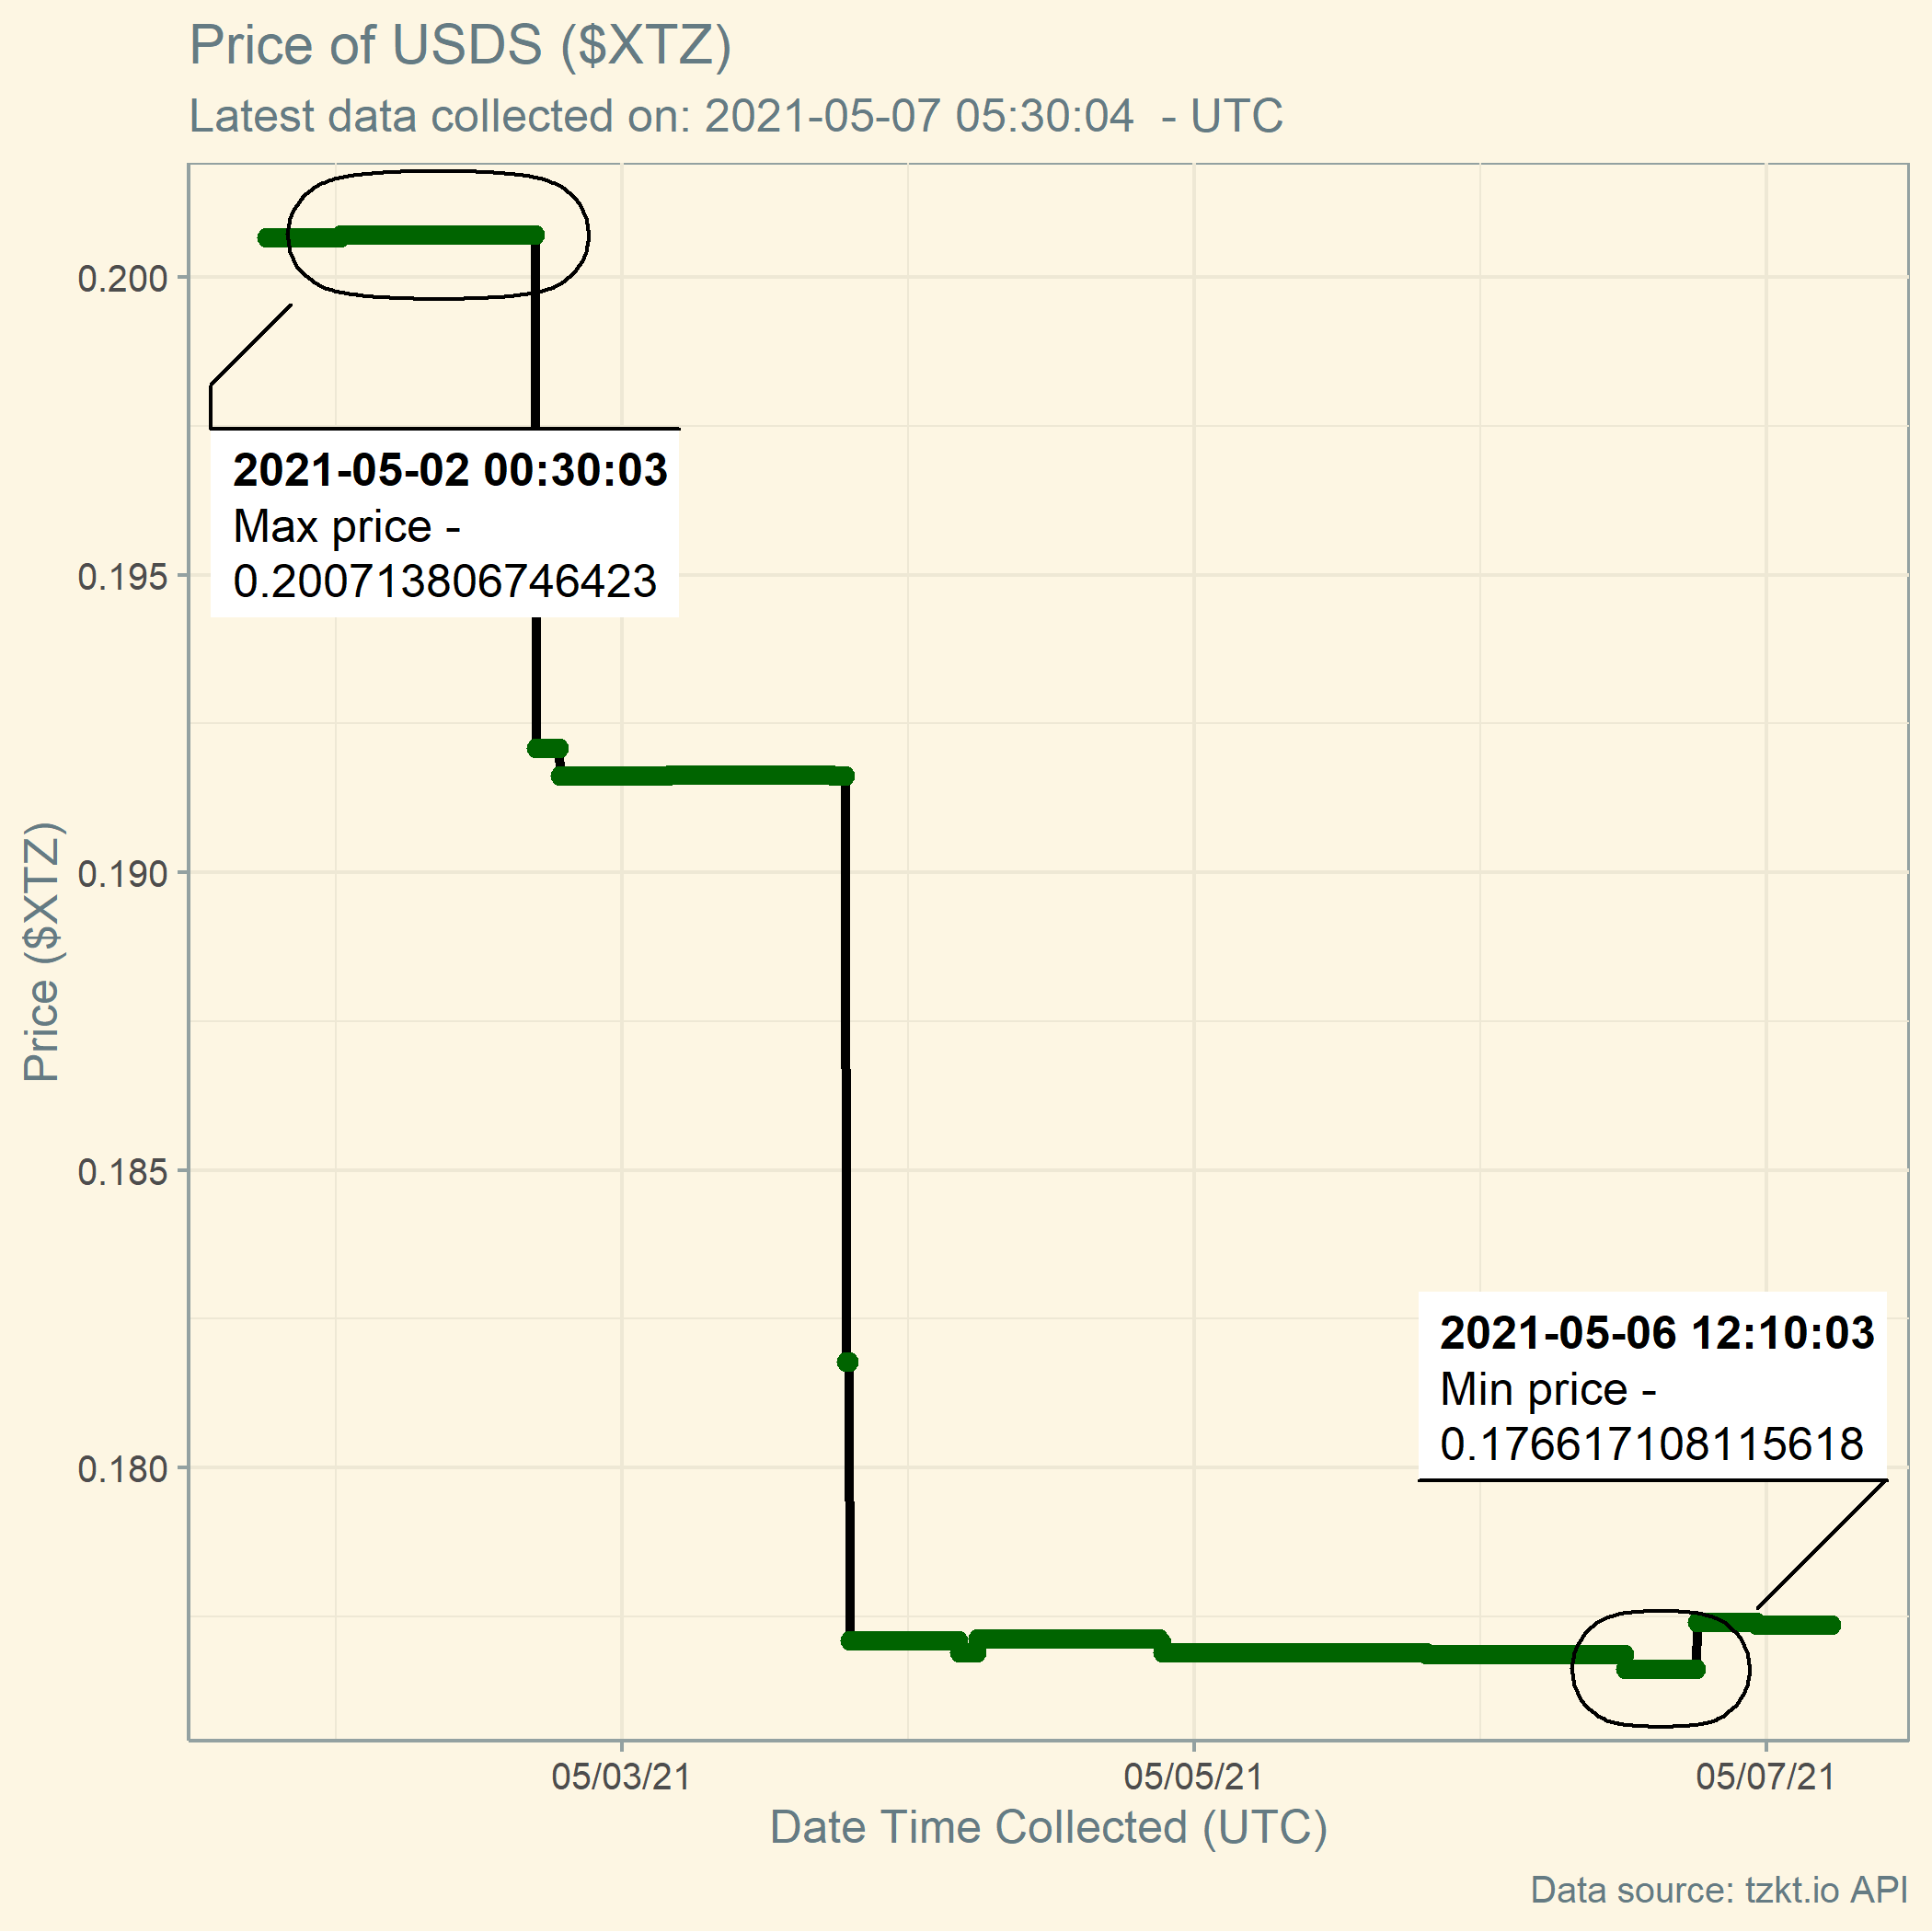 Price of USDS ($XTZ)
Latest data collected on: 2021-05-07 05:30:04  - UTC
0.200
0.195
0.190
0.185
0.180
Price ($XTZ)
2021-05-02 00:30:03
Max price -
0.200713806746423
2021-05-06 12:10:03
Min price -
0.176617108115618
05/03/21
05/05/21
05/07/21
Date Time Collected (UTC)
Data source: tzkt.io API